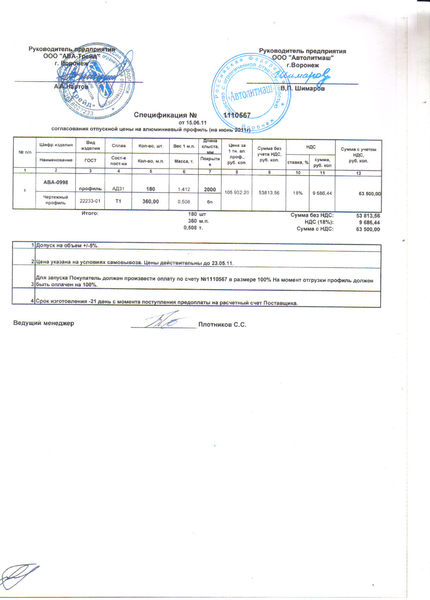 Руководитель предприятия
ООО "АВА-Трейд"
г. Воронеж
Руководитель предприятия
ООО "Автолитмаш"
г.Воронеж
Автолитмаш
Воронеж
В.П. Шимаров
Спецификация № 1110567
от 15.06.11
согласования отпускной цены на алюминиевый профиль (на июнь 2011г)
№ п/п Шифр изделия Вид изделия Сплав Кол-во, шт. Вес 1 м.п. Длина хлыста, мм Цена за 1 тн. ал. проф., руб. коп. Сумма без учета НДС, руб. коп. НДС Сумма с учетом НДС, руб. коп.
Наименование ГОСТ Сост-е пост-ки Кол-во, м.п Масса, т. Покрытие ставка, % сумма, руб. коп
1 2 3 4 5 6 7 8 9 10 11 12
1 АВА-0998 профиль АД31 180 1,412 2000 105 932,20 53813,56 18% 9 686,44 63 500,00
Чертежный профиль 22233-01 Т1 360,00 0,508 бп
Итого: 180 шт Сумма без НДС: 53 813,56
360 м.п. НДС (18%): 9 686,44
0,508 т. Сумма с НДС: 63 500,00
1 Допуск на объем +/-5%.
2 Цена указана на условиях самовывоза. Цены действительны до 23.05.11.
3 Для запуска Покупатель должен произвести оплату по счету №1110567 в размере 100% На момент отгрузки профиль должен
быть оплачен на 100%.
4 Срок изготовления -21 день с момента поступления предоплаты на расчетный счет Поставщика.
Ведущий менеджер Плотников С.С.